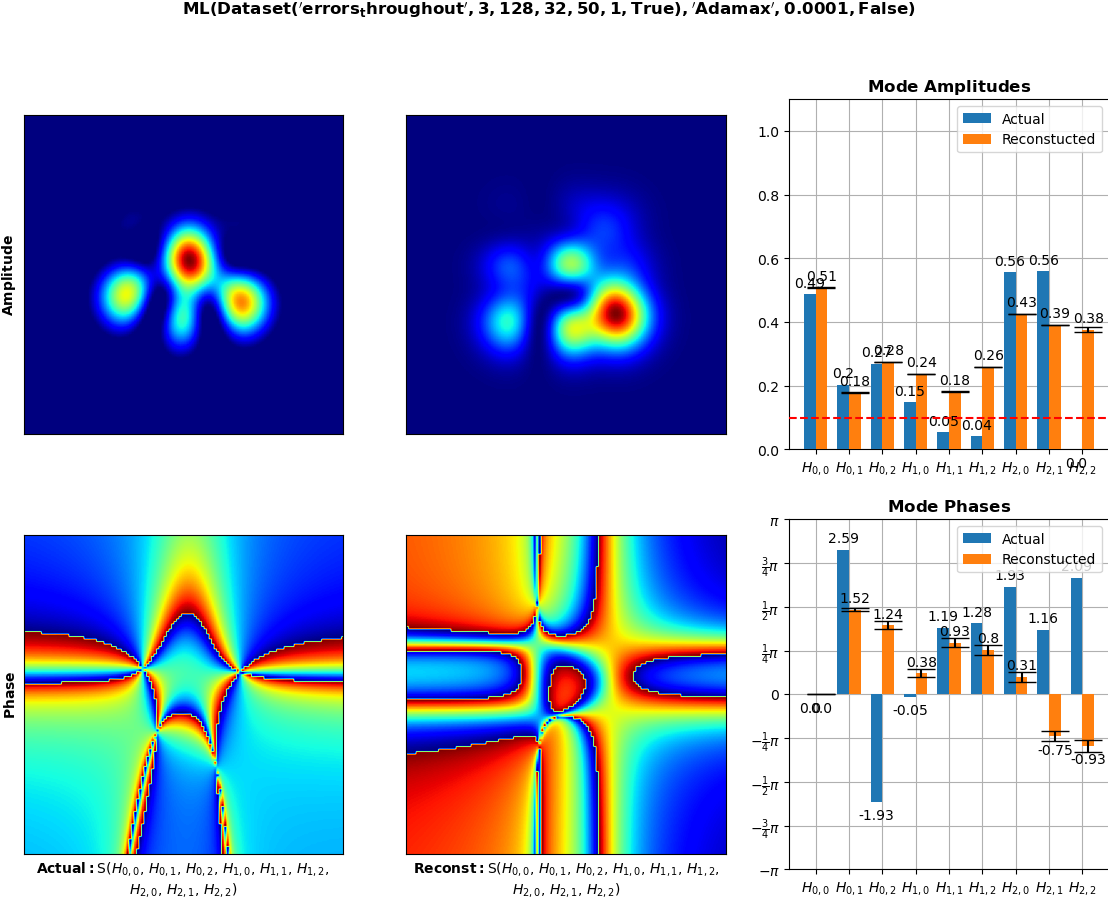 ML(Dataset('errors_throughout', 3, 128, 32, 50, 1, True), 'Adamax', 0.0001, False)
Amplitude
Mode Amplitudes
Actual
Reconstucted
1.0
0.8
0.6
0.4
0.2
0.0
0.49
0.51
0.2
0.18
0.27
0.28
0.15
0.24
0.05
0.18
0.04
0.26
0.56
0.43
0.56
0.39
0.0
0.38
H0,0 H0,1 H0,2 H1,0 H1,1 H1,2 H2,0 H2,1 H2,2
Phase
Mode Phases
Actual
Reconstucted
π
3/4π
1/2π
1/4π
0
−1/4π
−1/2π
−3/4π
−π
0.0
0.0
2.59
1.52
-1.93
1.24
-0.05
0.38
1.19
0.93
1.28
0.8
1.93
0.31
1.16
-0.75
2.09
-0.93
H0,0 H0,1 H0,2 H1,0 H1,1 H1,2 H2,0 H2,1 H2,2
Actual: S(H0,0, H0,1, H0,2, H1,0, H1,1, H1,2,
H2,0, H2,1, H2,2)
Reconst: S(H0,0, H0,1, H0,2, H1,0, H1,1, H1,2,
H2,0, H2,1, H2,2)